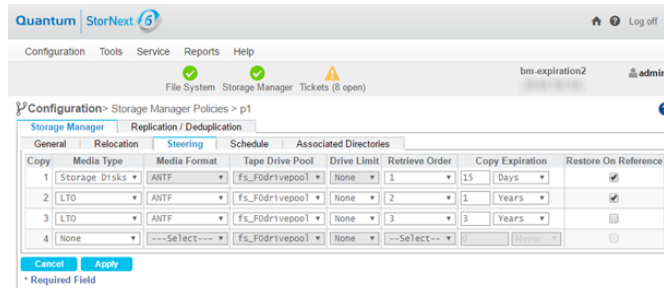 Quantum StorNext 6 Log off
Configuration Tools Service Reports Help
File System Storage Manager Tickets (8 open) bm-expiration2 admin
Configuration> Storage Manager Policies > p1
Storage Manager Replication / Deduplication
General Relocation Steering Schedule Associated Directories
Copy Media Type Media Format Tape Drive Pool Drive Limit Retrieve Order Copy Expiration Restore On Reference
1 Storage Disks ANTF fs_FOdrivepool None 1 15 Days
2 LTO ANTF fs_FOdrivepool None 2 1 Years
3 LTO ANTF fs_FOdrivepool None 3 3 Years
4 None ---Select--- fs_FOdrivepool None --Select-- 0 Never
Cancel Apply
* Required Field